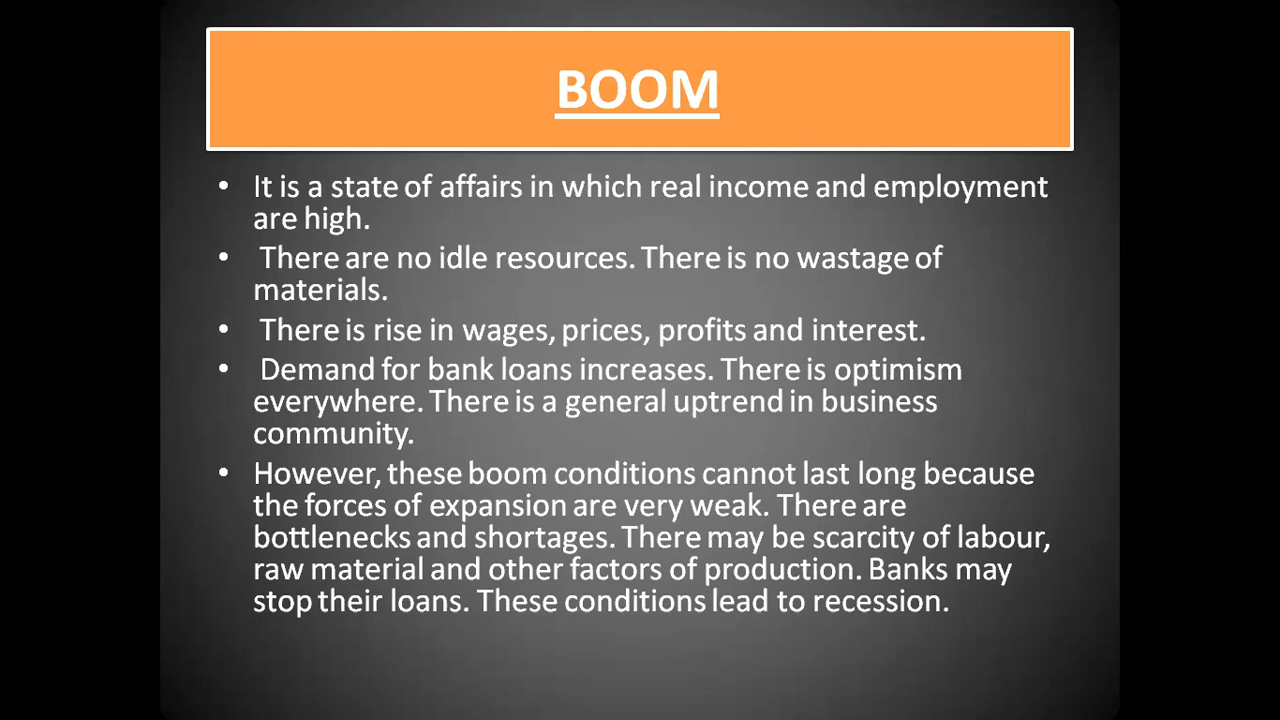 BOOM
• It is a state of affairs in which real income and employment
are high.
• There are no idle resources. There is no wastage of
materials.
• There is rise in wages, prices, profits and interest.
• Demand for bank loans increases. There is optimism
everywhere. There is a general uptrend in business
community.
• However, these boom conditions cannot last long because
the forces of expansion are very weak. There are
bottlenecks and shortages. There may be scarcity of labour,
raw material and other factors of production. Banks may
stop their loans. These conditions lead to recession.